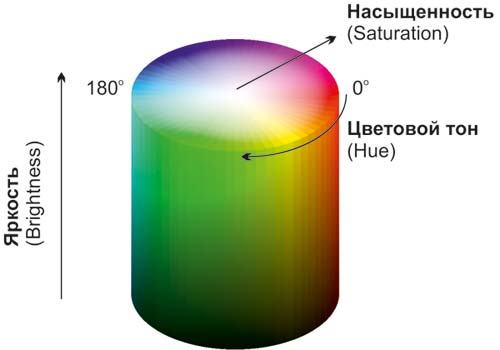 Насыщенность
(Saturation)
180°
0°
Цветовой тон
(Hue)
Яркость
(Brightness)